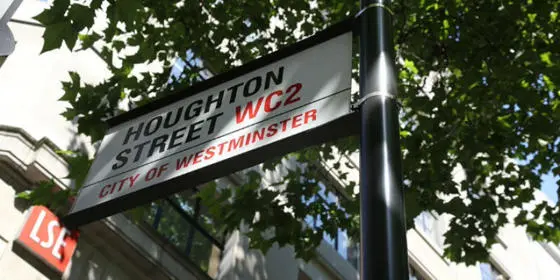 HOUGHTON
STREET WC2
CITY OF WESTMINSTER
LSE